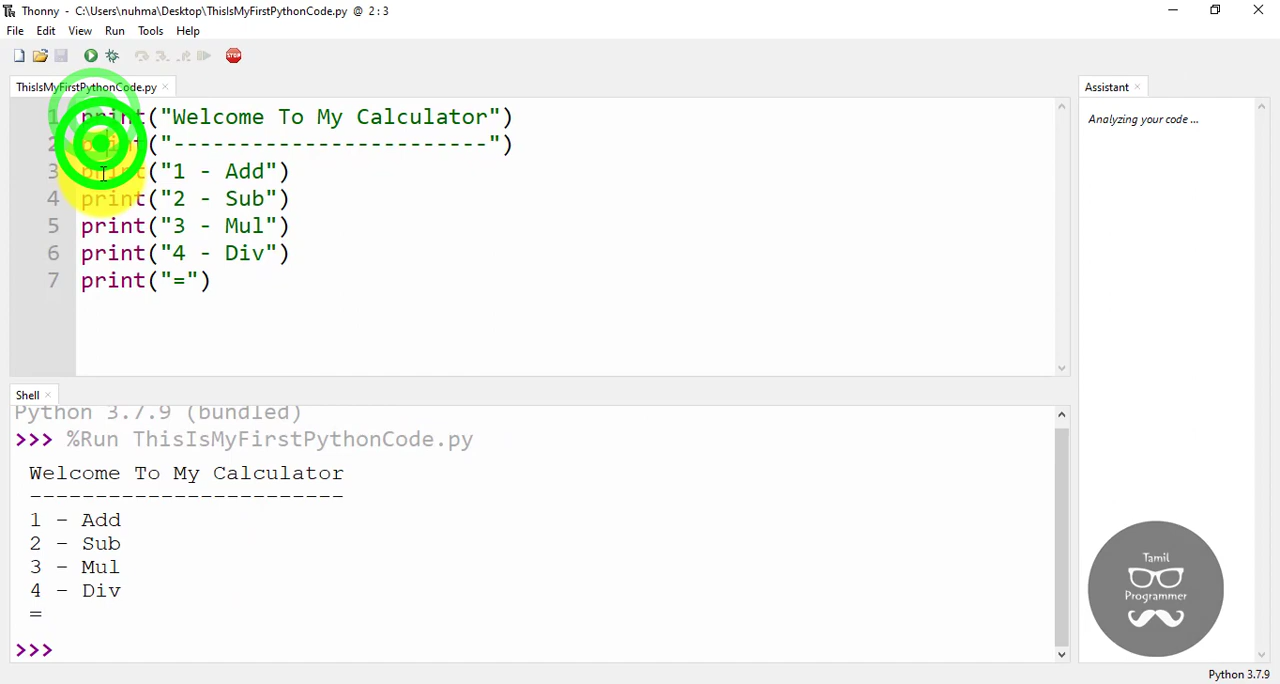 Thonny - C:\Users\nuhma\Desktop\ThisIsMyFirstPythonCode.py @ 2 : 3
File Edit View Run Tools Help
STOP
ThisIsMyFirstPythonCode.py ×
1 print("Welcome To My Calculator")
2 print("------------------------")
3 print("1 - Add")
4 print("2 - Sub")
5 print("3 - Mul")
6 print("4 - Div")
7 print("=")
Assistant ×
Analyzing your code ...
Shell ×
Python 3.7.9 (bundled)
>>> %Run ThisIsMyFirstPythonCode.py
Welcome To My Calculator
------------------------
1 - Add
2 - Sub
3 - Mul
4 - Div
=
>>>
Tamil
Programmer
Python 3.7.9